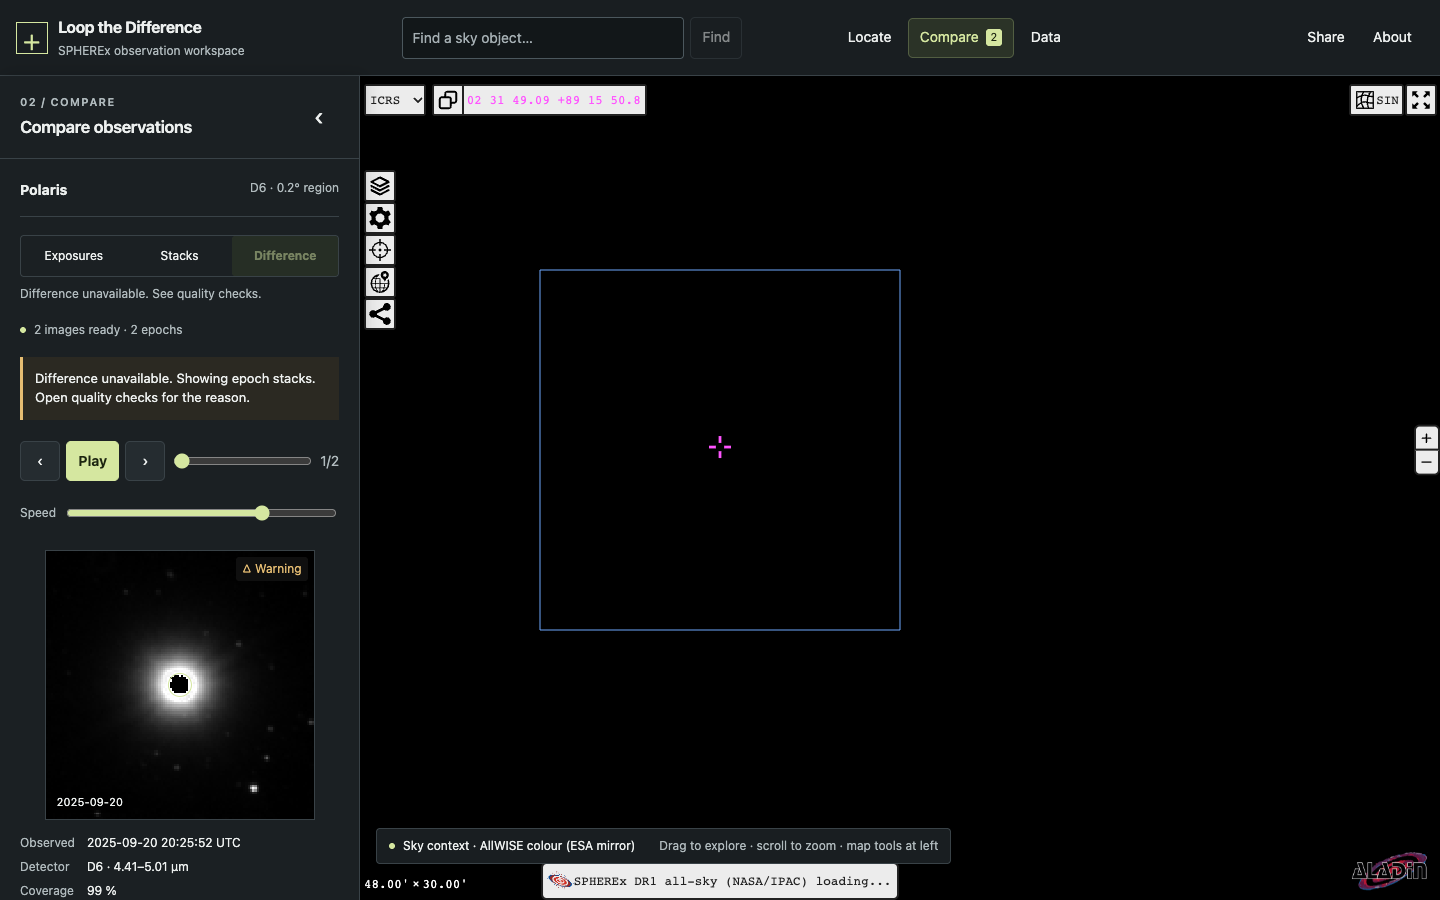 Loop the Difference
SPHEREx observation workspace
Find a sky object...
Find
Locate
Compare 2
Data
Share
About
02 / COMPARE
Compare observations
Polaris
D6 · 0.2° region
Exposures
Stacks
Difference
Difference unavailable. See quality checks.
2 images ready · 2 epochs
Difference unavailable. Showing epoch stacks.
Open quality checks for the reason.
Play
1/2
Speed
Δ Warning
2025-09-20
Observed 2025-09-20 20:25:52 UTC
Detector D6 · 4.41–5.01 µm
Coverage 99 %
ICRS
02 31 49.09 +89 15 50.8
SIN
Sky context · AllWISE colour (ESA mirror)
Drag to explore · scroll to zoom · map tools at left
48.00' × 30.00'
SPHEREx DR1 all-sky (NASA/IPAC) loading...
ALADIN